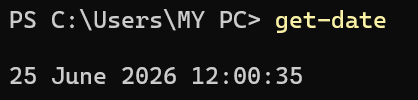 PS C:\Users\MY PC> get-date
25 June 2026 12:00:35